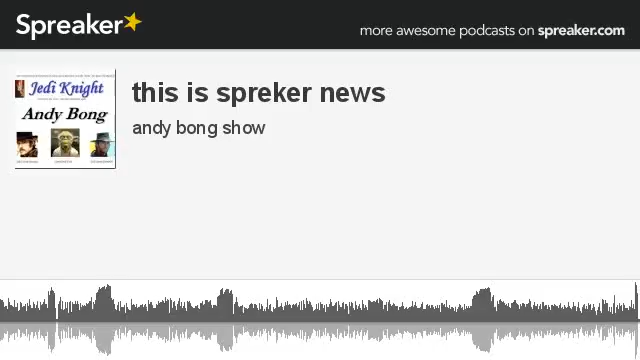 Spreaker
more awesome podcasts on spreaker.com
Jedi Knight
Andy Bong
this is spreker news
andy bong show